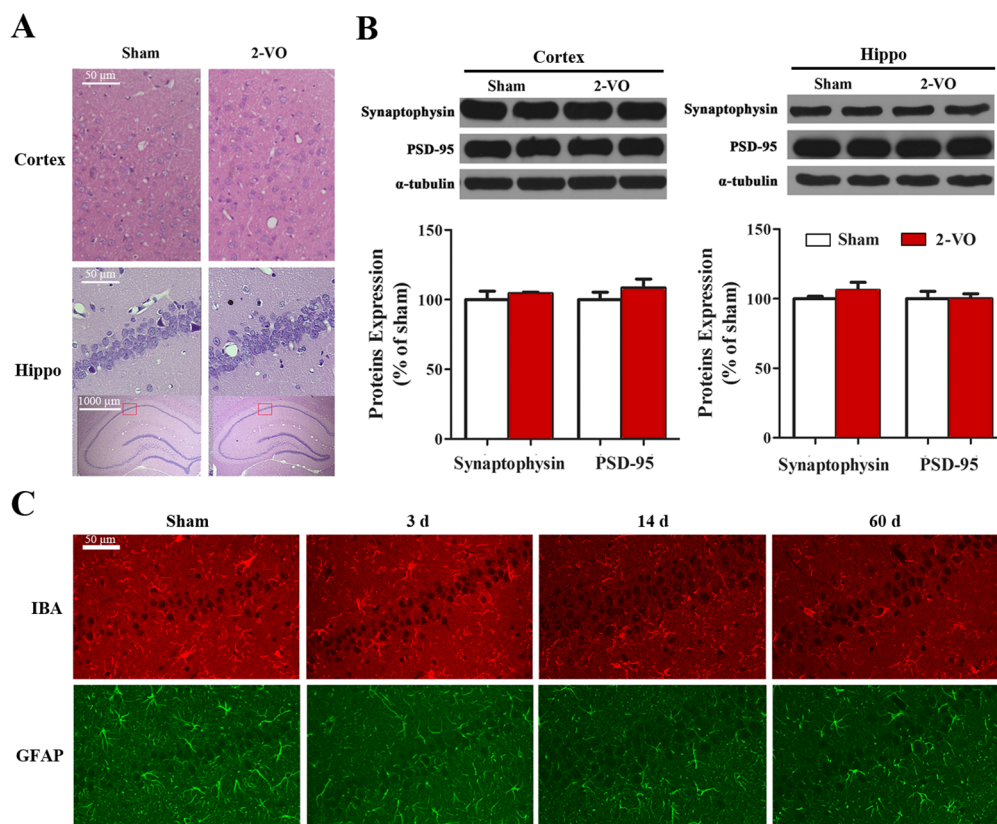 A
Sham 2-VO
50 μm
Cortex
50 μm
Hippo
1000 μm
B
Cortex
Sham 2-VO
Synaptophysin
PSD-95
α-tubulin
Proteins Expression
(% of sham)
150
100
50
0
Synaptophysin PSD-95
Hippo
Sham 2-VO
Synaptophysin
PSD-95
α-tubulin
Proteins Expression
(% of sham)
150
100
50
0
Sham 2-VO
Synaptophysin PSD-95
C
Sham 3 d 14 d 60 d
50 μm
IBA
GFAP